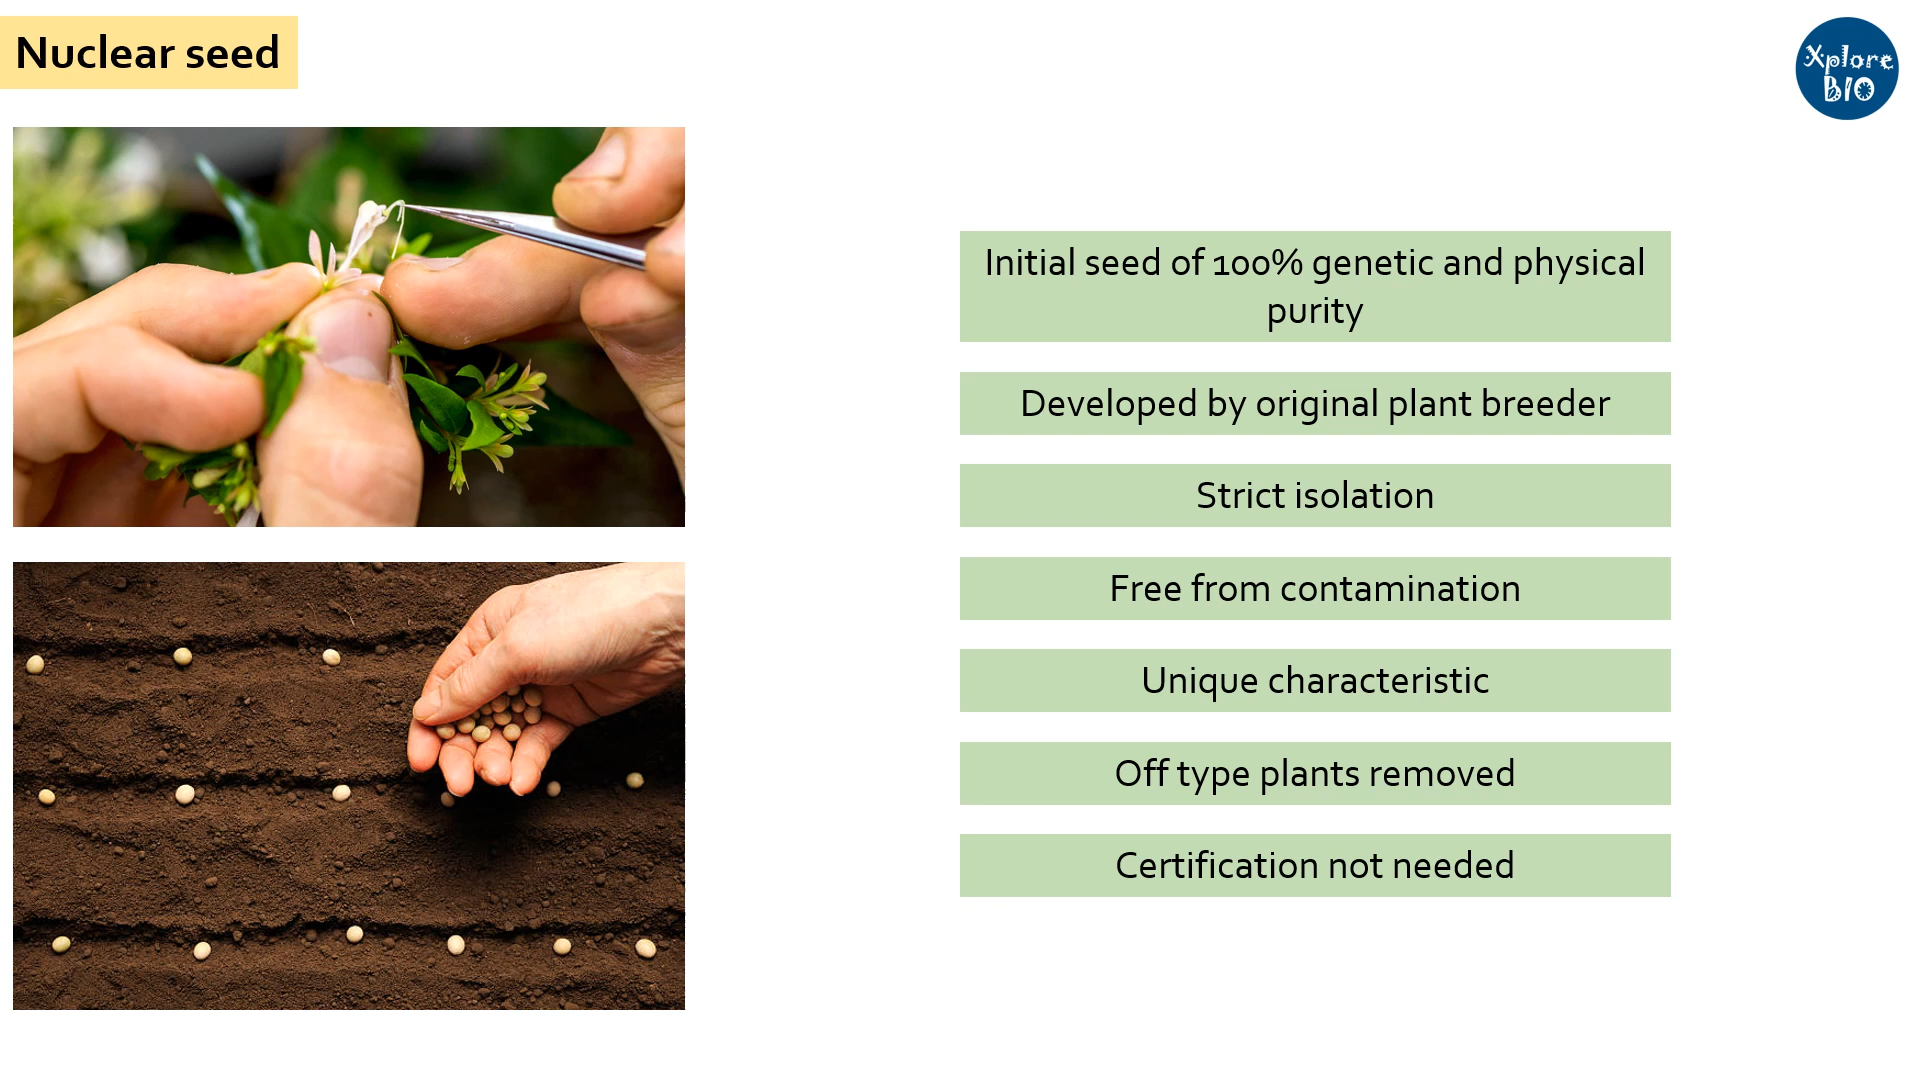 Nuclear seed
Xplore
BIO
Initial seed of 100% genetic and physical
purity
Developed by original plant breeder
Strict isolation
Free from contamination
Unique characteristic
Off type plants removed
Certification not needed